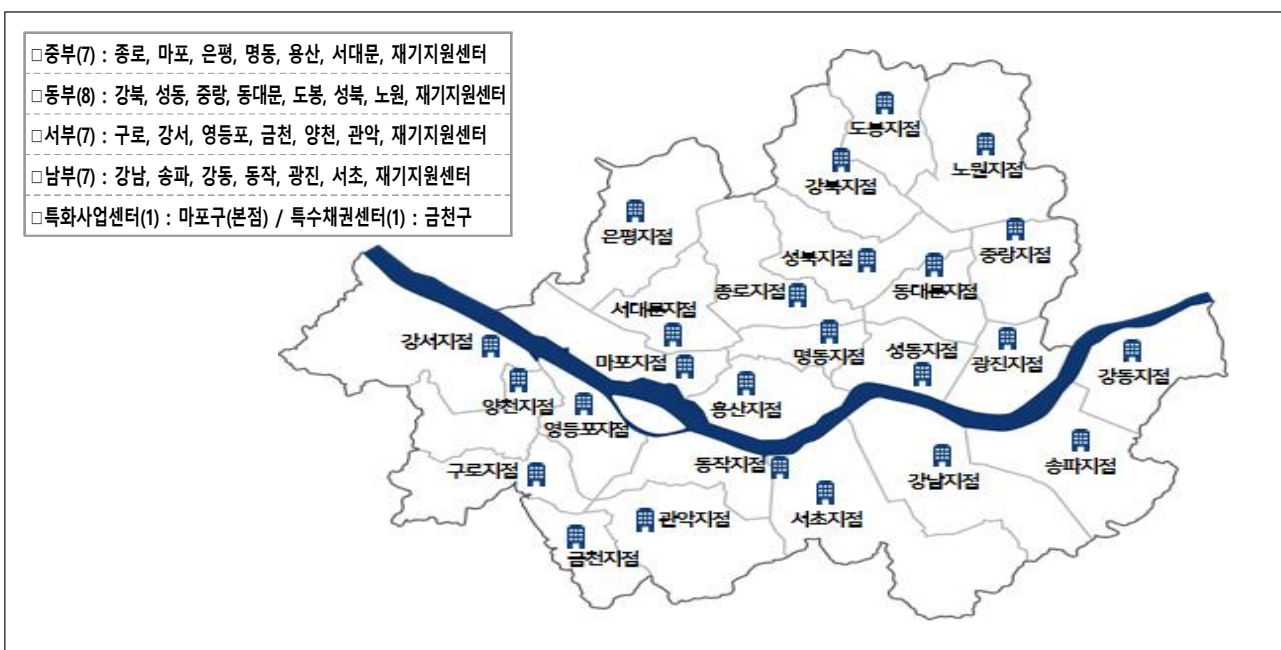 □중부(7) : 종로, 마포, 은평, 명동, 용산, 서대문, 재기지원센터
□동부(8) : 강북, 성동, 중랑, 동대문, 도봉, 성북, 노원, 재기지원센터
□서부(7) : 구로, 강서, 영등포, 금천, 양천, 관악, 재기지원센터
□남부(7) : 강남, 송파, 강동, 동작, 광진, 서초, 재기지원센터
□특화사업센터(1) : 마포구(본점) / 특수채권센터(1) : 금천구
도봉지점
노원지점
강북지점
은평지점
성북지점
중랑지점
종로지점
동대문지점
서대문지점
강서지점
마포지점
명동지점
성동지점
광진지점
강동지점
양천지점
용산지점
영등포지점
구로지점
동작지점
강남지점
송파지점
관악지점
서초지점
금천지점